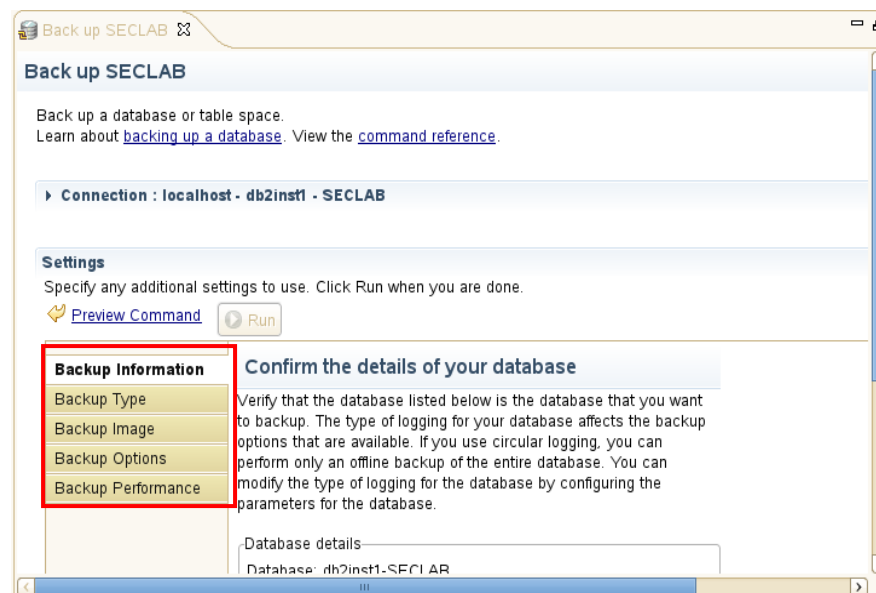 Back up SECLAB
Back up SECLAB
Back up a database or table space.
Learn about backing up a database. View the command reference.
Connection : localhost - db2inst1 - SECLAB
Settings
Specify any additional settings to use. Click Run when you are done.
Preview Command Run
Backup Information
Backup Type
Backup Image
Backup Options
Backup Performance
Confirm the details of your database
Verify that the database listed below is the database that you want
to backup. The type of logging for your database affects the backup
options that are available. If you use circular logging, you can
perform only an offline backup of the entire database. You can
modify the type of logging for the database by configuring the
parameters for the database.
Database details
Database: db2inst1-SECLAB